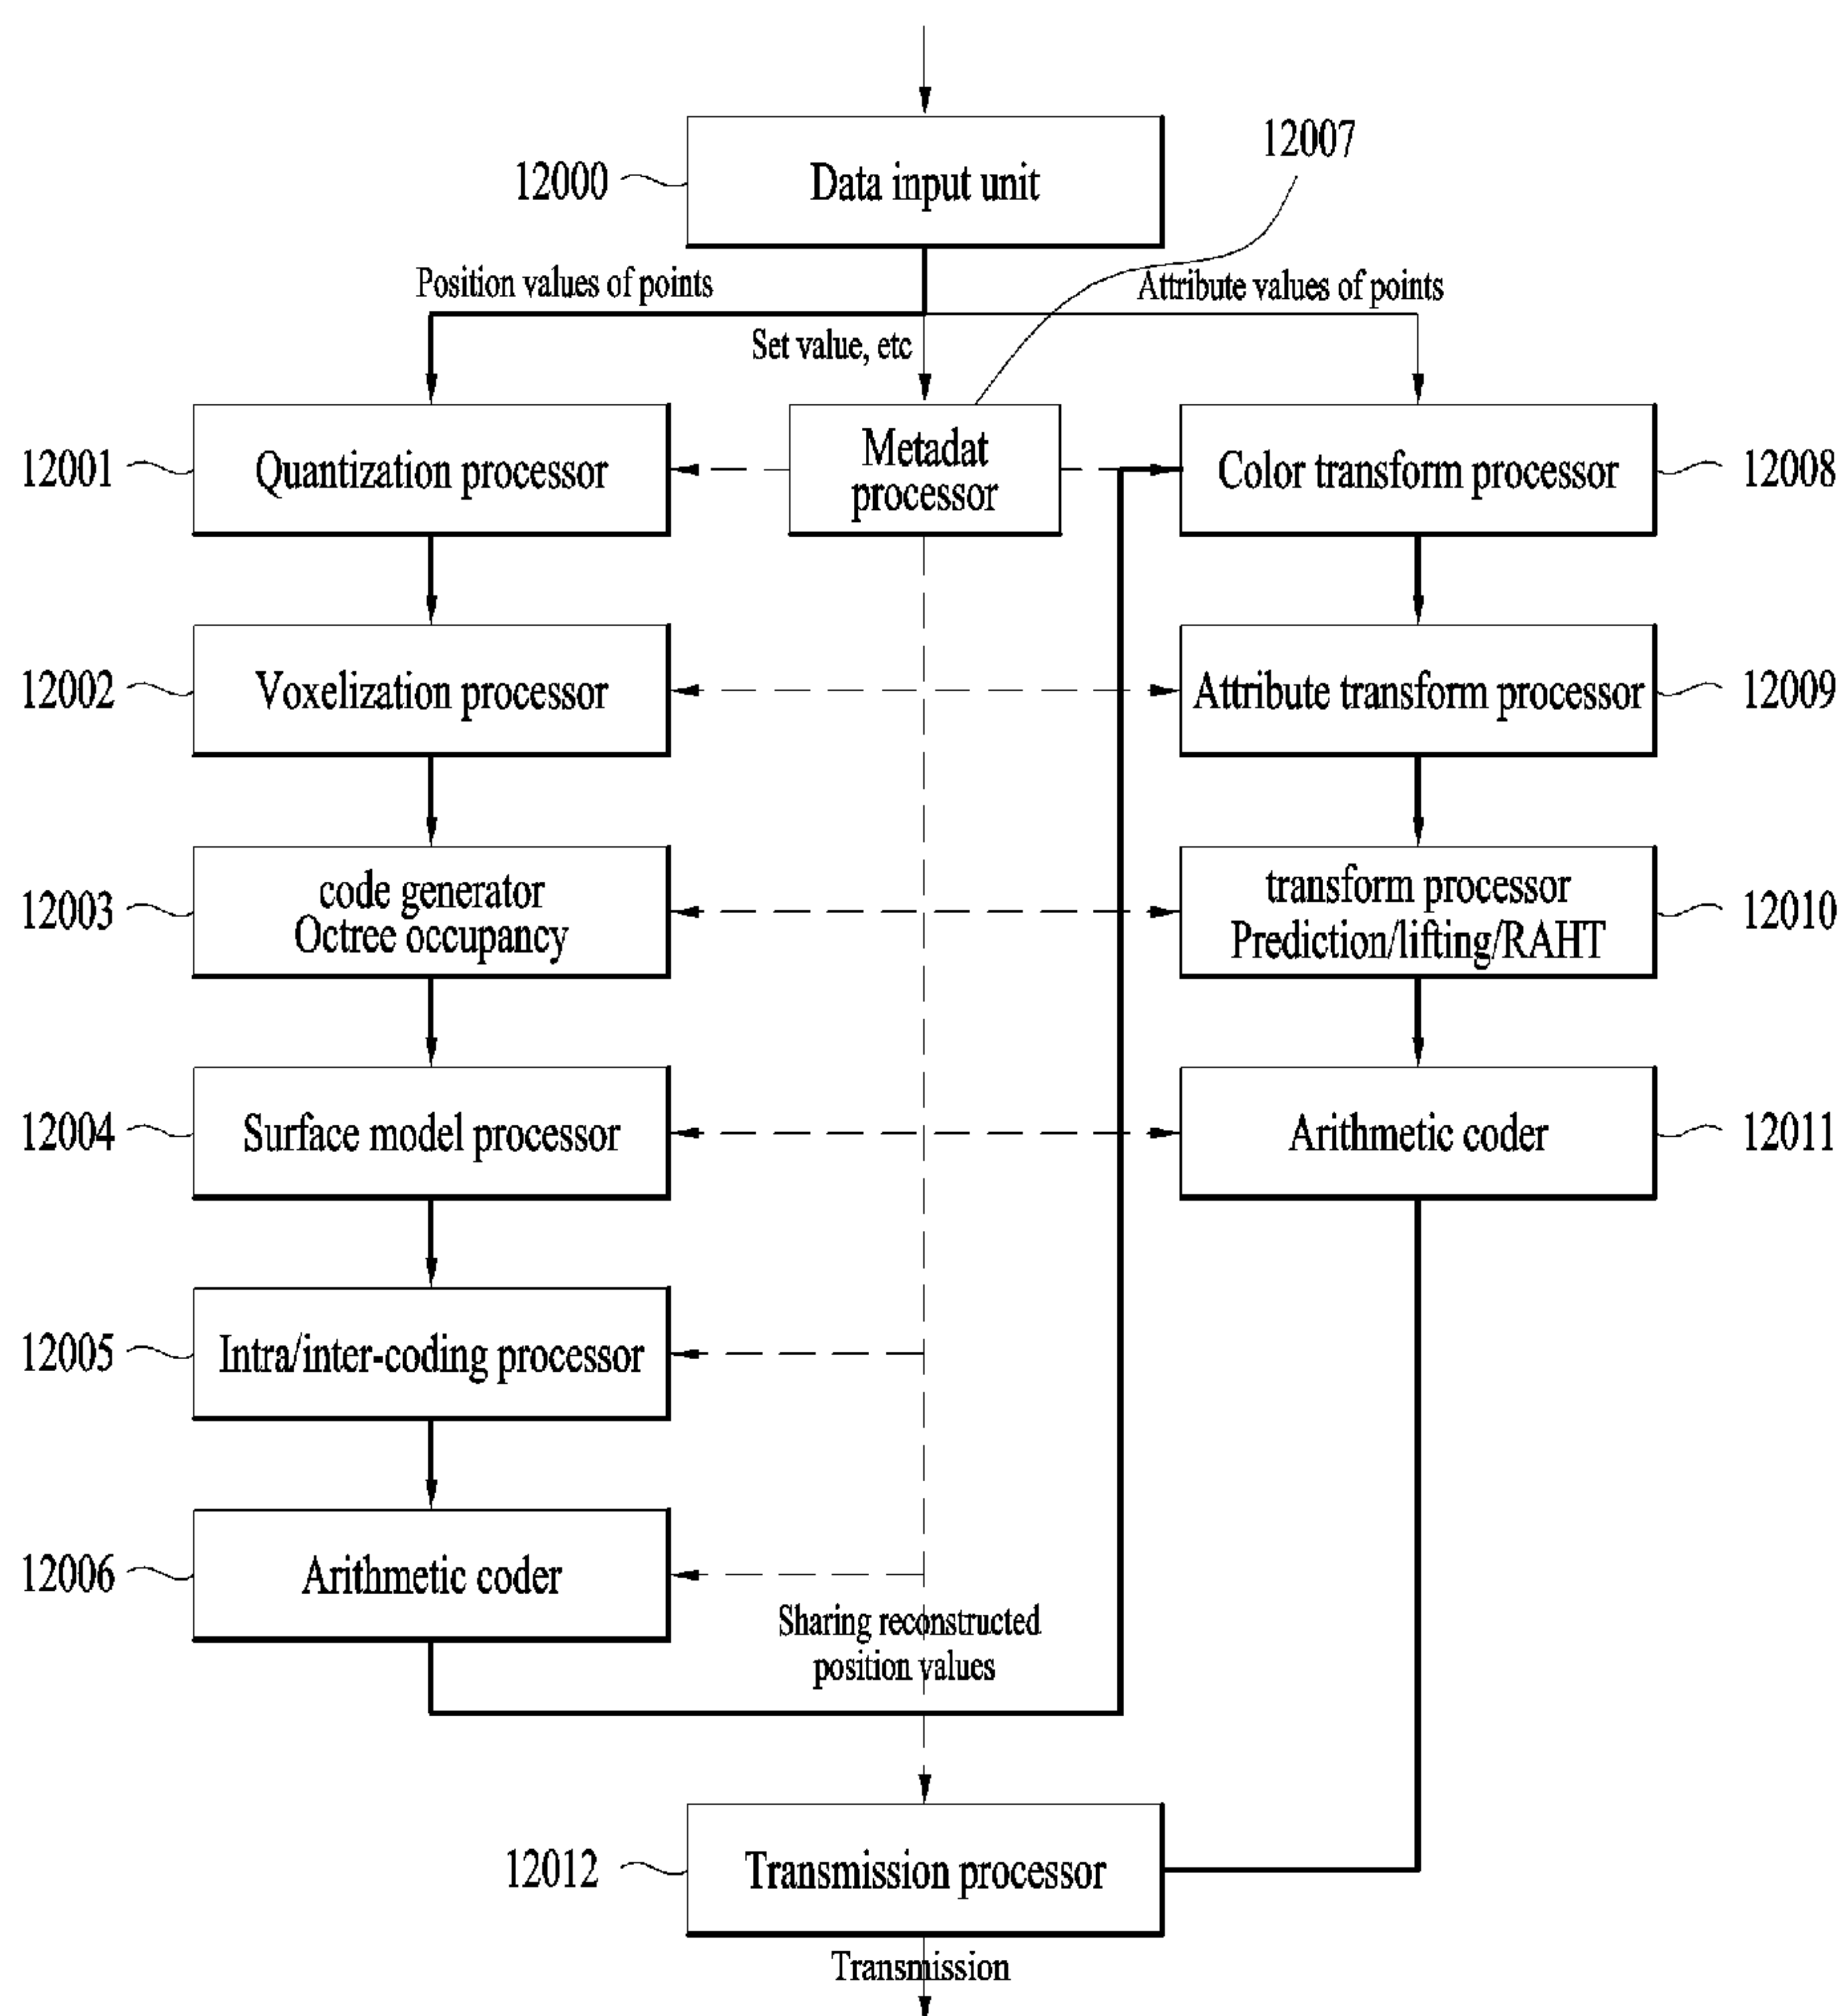 12007
12000
Data input unit
Position values of points
Attribute values of points
Set value, etc
12001
Quantization processor
Metadat
processor
Color transform processor
12008
12002
Voxelization processor
Attribute transform processor
12009
12003
code generator
Octree occupancy
transform processor
Prediction/lifting/RAHT
12010
12004
Surface model processor
Arithmetic coder
12011
12005
Intra/inter-coding processor
12006
Arithmetic coder
Sharing reconstructed
position values
12012
Transmission processor
Transmission